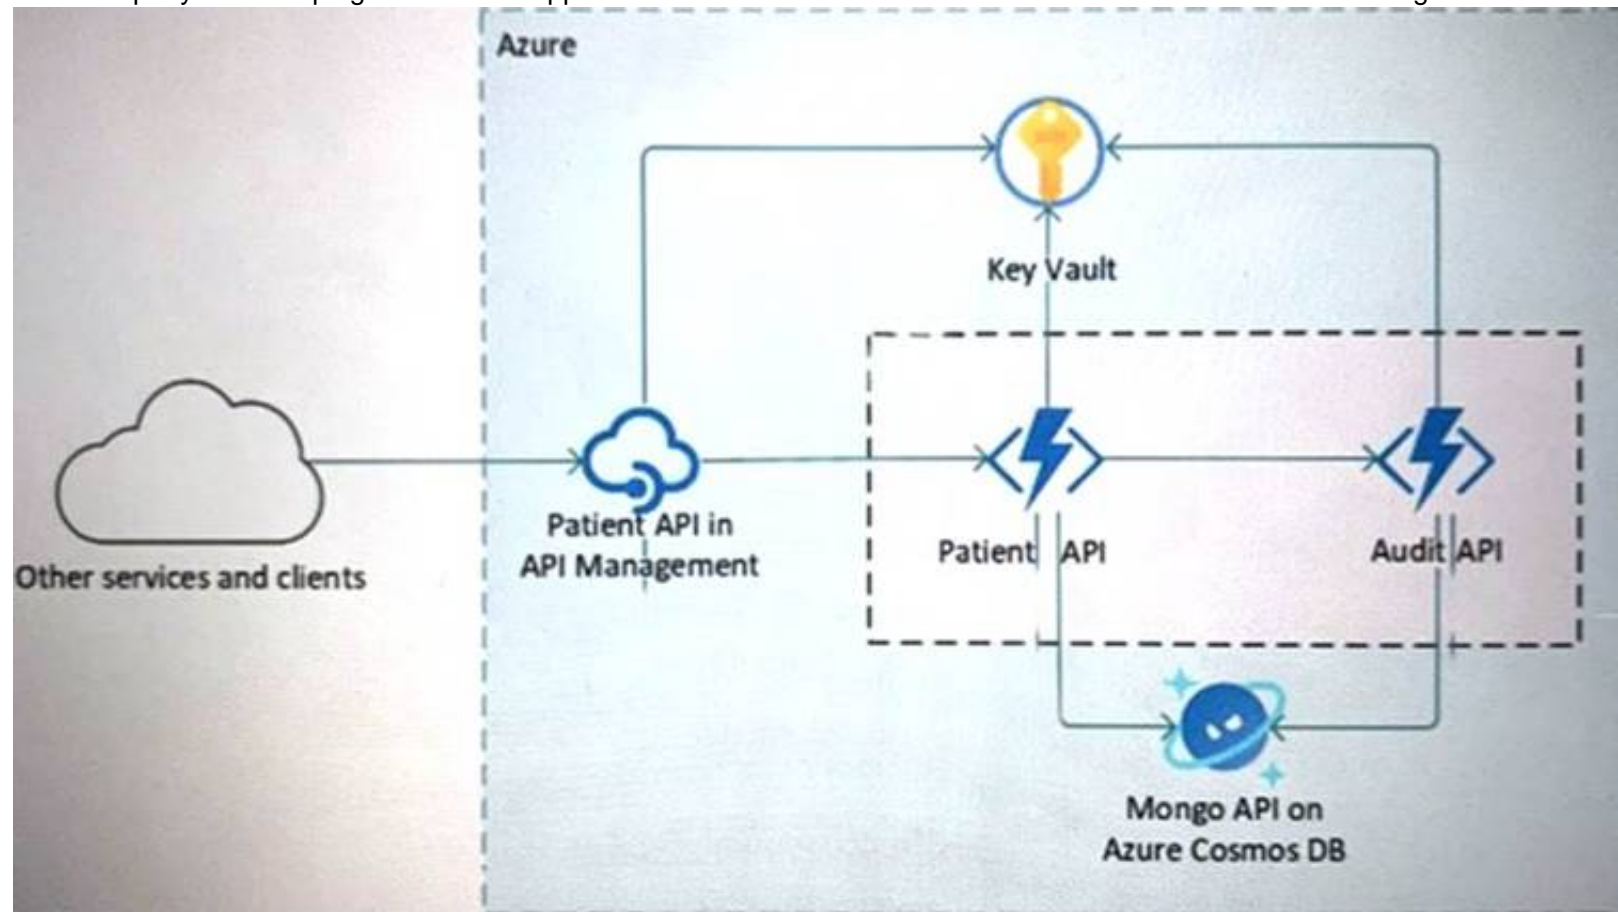 Azure
Key Vault
Other services and clients
Patient API in
API Management
Patient API
Audit API
Mongo API on
Azure Cosmos DB